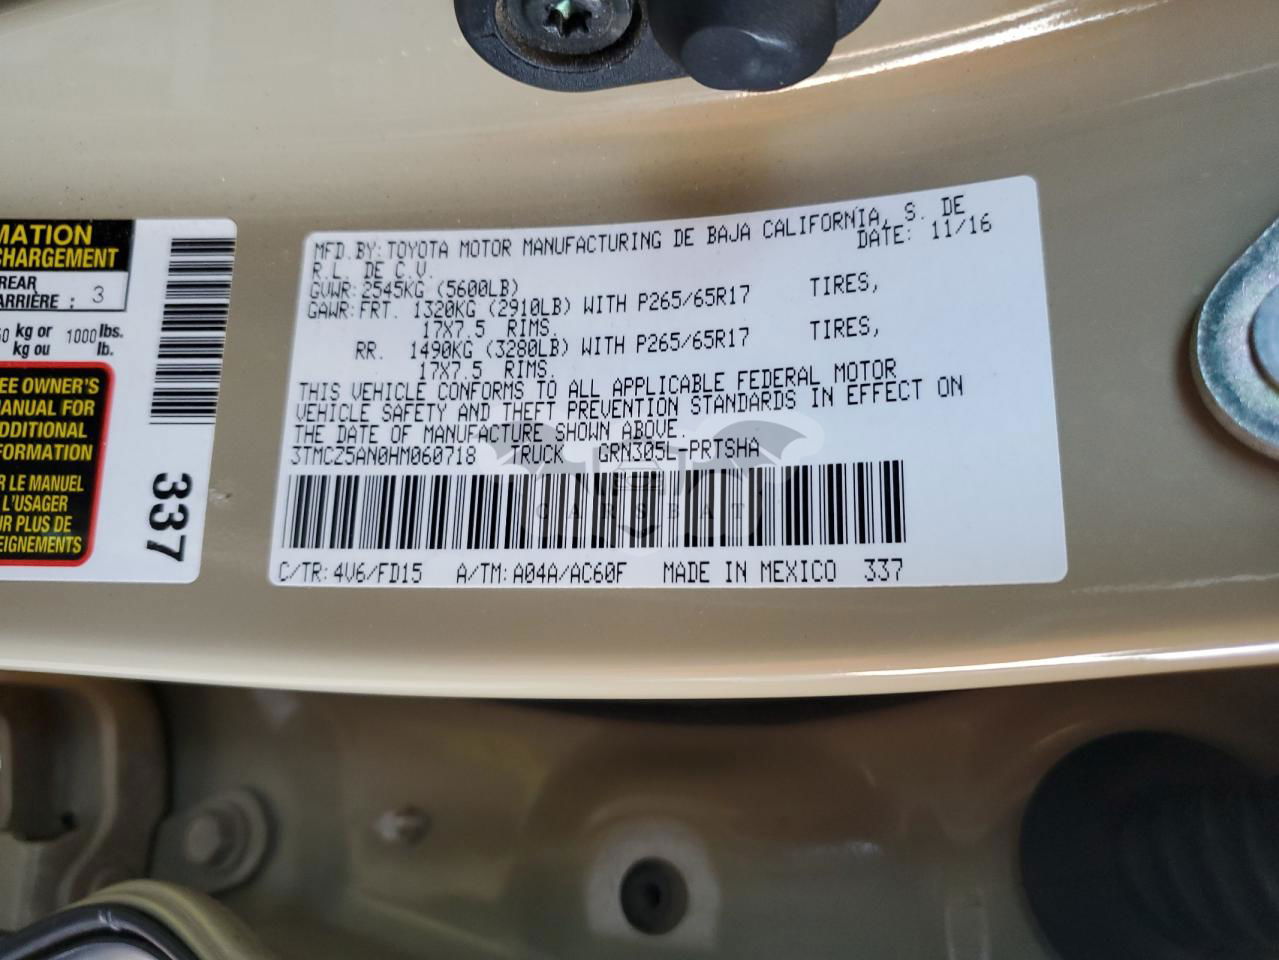 MATION
CHARGEMENT
REAR
ARRIÈRE : 3
50 kg or 1000 lbs.
kg ou lb.
EE OWNER'S
MANUAL FOR
DDITIONAL
FORMATION
R LE MANUEL
L'USAGER
UR PLUS DE
EIGNEMENTS
337
MFD. BY: TOYOTA MOTOR MANUFACTURING DE BAJA CALIFORNIA, S. DE
R.L. DE C.V. DATE: 11/16
GVWR: 2545KG (5600LB)
GAWR: FRT. 1320KG (2910LB) WITH P265/65R17 TIRES,
17X7.5 RIMS.
RR. 1490KG (3280LB) WITH P265/65R17 TIRES,
17X7.5 RIMS.
THIS VEHICLE CONFORMS TO ALL APPLICABLE FEDERAL MOTOR
VEHICLE SAFETY AND THEFT PREVENTION STANDARDS IN EFFECT ON
THE DATE OF MANUFACTURE SHOWN ABOVE.
3TMCZ5AN0HM060718 TRUCK GRN305L-PRTSHA
CARSBAT
C/TR: 4V6/FD15 A/TM: A04A/AC60F MADE IN MEXICO 337